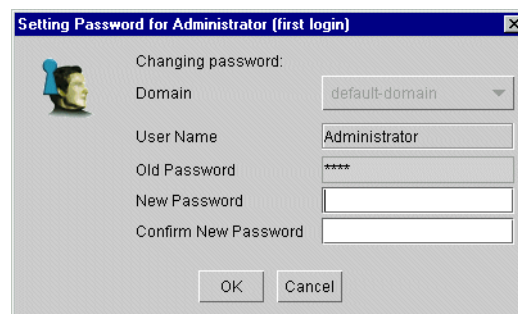 Setting Password for Administrator (first login)
Changing password:
Domain default-domain
User Name Administrator
Old Password ****
New Password
Confirm New Password
OK Cancel